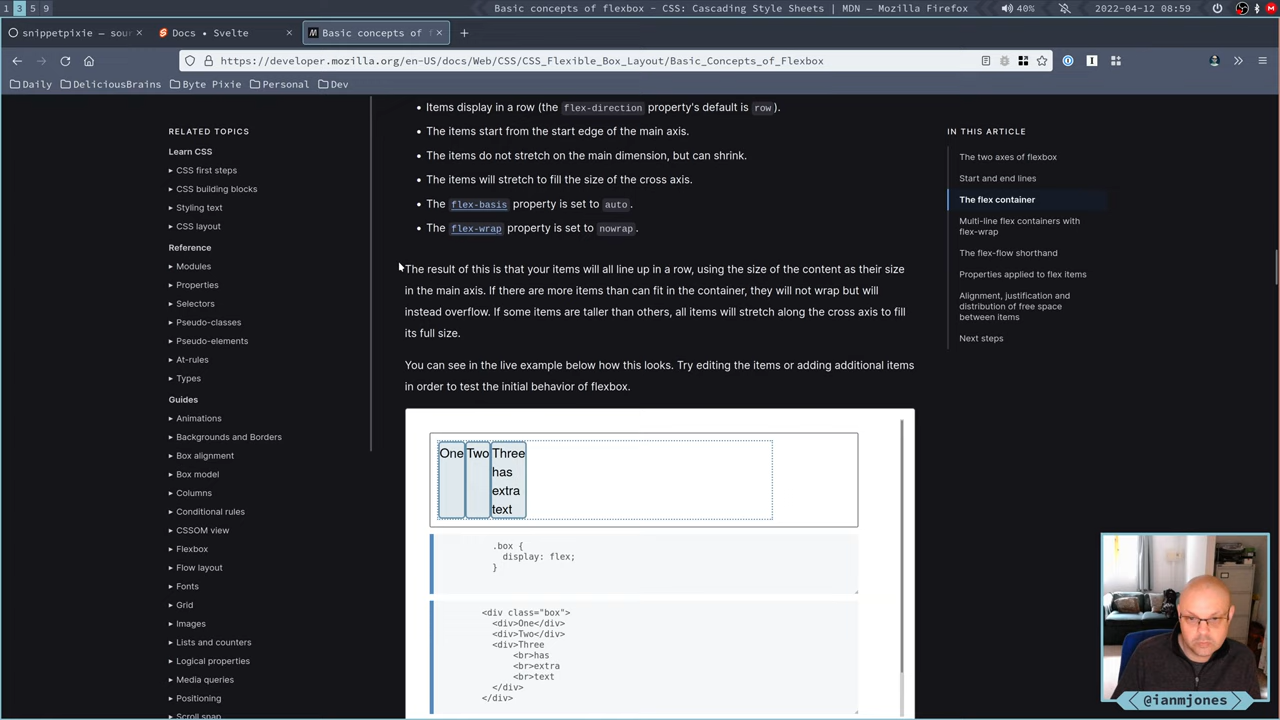 1 3 5 9
Basic concepts of flexbox - CSS: Cascading Style Sheets | MDN — Mozilla Firefox
40%
2022-04-12 08:59
snippetpixie — sour
Docs • Svelte
Basic concepts of f
https://developer.mozilla.org/en-US/docs/Web/CSS/CSS_Flexible_Box_Layout/Basic_Concepts_of_Flexbox
Daily
DeliciousBrains
Byte Pixie
Personal
Dev
RELATED TOPICS
Learn CSS
CSS first steps
CSS building blocks
Styling text
CSS layout
Reference
Modules
Properties
Selectors
Pseudo-classes
Pseudo-elements
At-rules
Types
Guides
Animations
Backgrounds and Borders
Box alignment
Box model
Columns
Conditional rules
CSSOM view
Flexbox
Flow layout
Fonts
Grid
Images
Lists and counters
Logical properties
Media queries
Positioning
Scroll snap
• Items display in a row (the flex-direction property's default is row).
• The items start from the start edge of the main axis.
• The items do not stretch on the main dimension, but can shrink.
• The items will stretch to fill the size of the cross axis.
• The flex-basis property is set to auto.
• The flex-wrap property is set to nowrap.
The result of this is that your items will all line up in a row, using the size of the content as their size
in the main axis. If there are more items than can fit in the container, they will not wrap but will
instead overflow. If some items are taller than others, all items will stretch along the cross axis to fill
its full size.
You can see in the live example below how this looks. Try editing the items or adding additional items
in order to test the initial behavior of flexbox.
One
Two
Three
has
extra
text
.box {
display: flex;
}
<div class="box">
<div>One</div>
<div>Two</div>
<div>Three
<br>has
<br>extra
<br>text
</div>
</div>
IN THIS ARTICLE
The two axes of flexbox
Start and end lines
The flex container
Multi-line flex containers with
flex-wrap
The flex-flow shorthand
Properties applied to flex items
Alignment, justification and
distribution of free space
between items
Next steps
@ianmjones